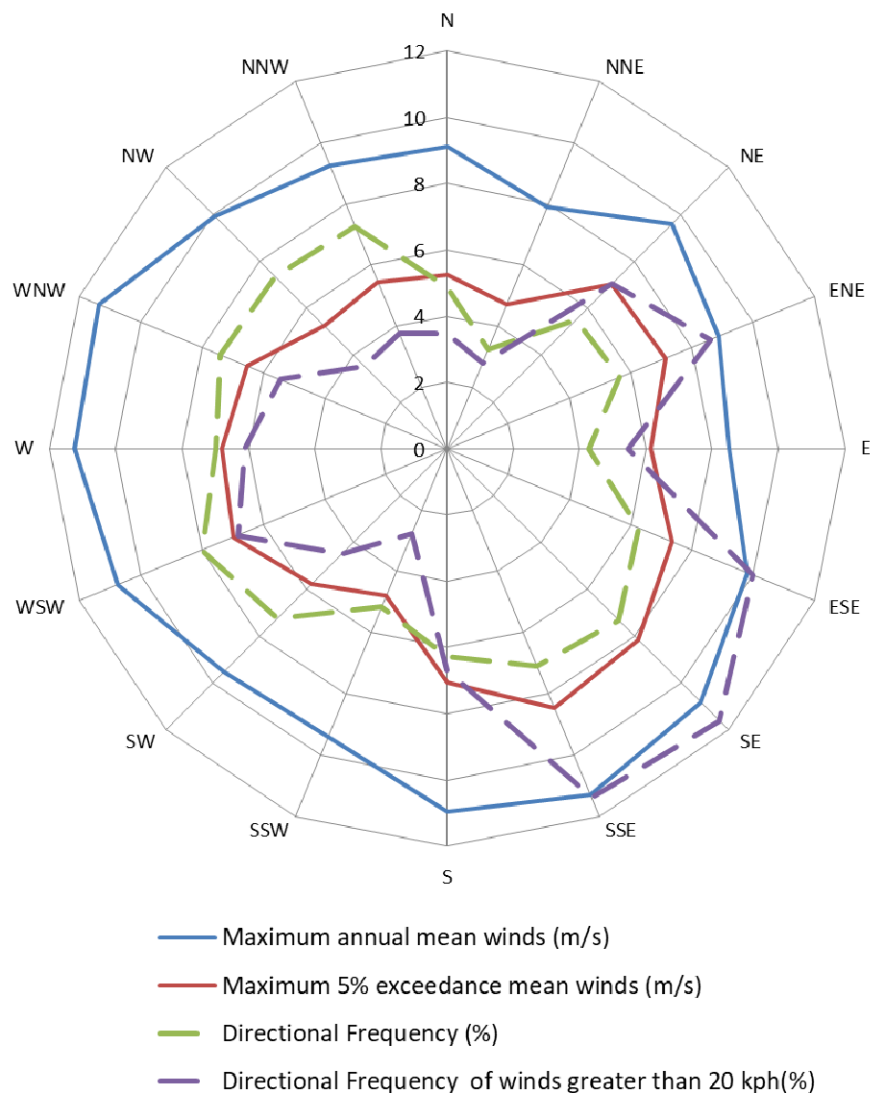 N
12
NNW
NNE
10
NW
NE
8
6
WNW
ENE
4
2
W
0
E
WSW
ESE
SW
SE
SSW
SSE
S
Maximum annual mean winds (m/s)
Maximum 5% exceedance mean winds (m/s)
Directional Frequency (%)
Directional Frequency of winds greater than 20 kph(%)